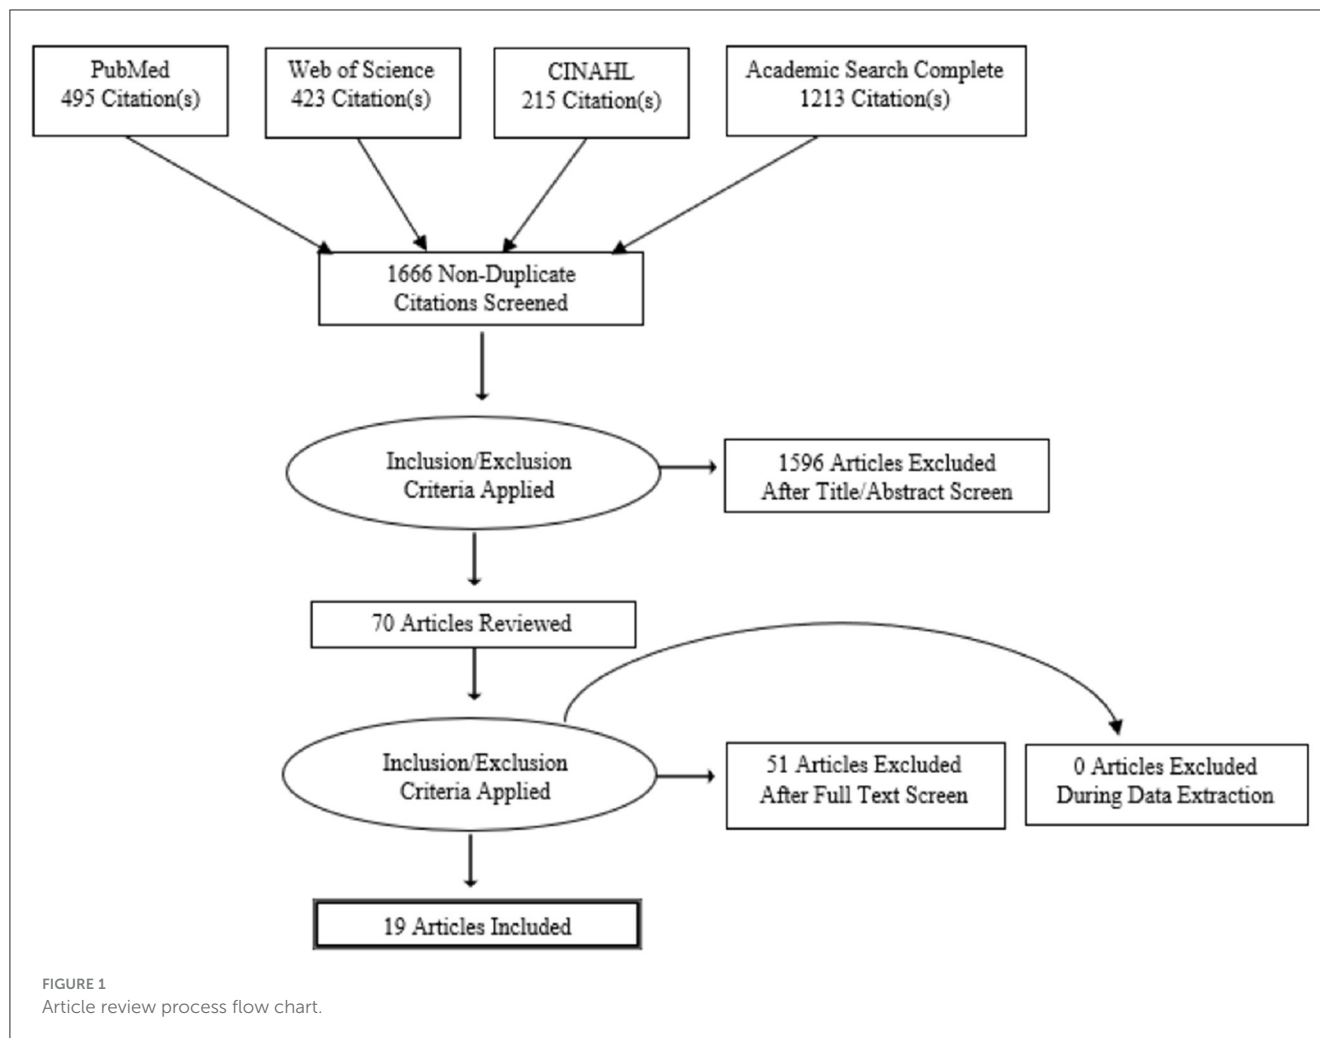 PubMed
495 Citation(s)
Web of Science
423 Citation(s)
CINAHL
215 Citation(s)
Academic Search Complete
1213 Citation(s)
1666 Non-Duplicate
Citations Screened
Inclusion/Exclusion
Criteria Applied
1596 Articles Excluded
After Title/Abstract Screen
70 Articles Reviewed
Inclusion/Exclusion
Criteria Applied
51 Articles Excluded
After Full Text Screen
0 Articles Excluded
During Data Extraction
19 Articles Included
FIGURE 1
Article review process flow chart.